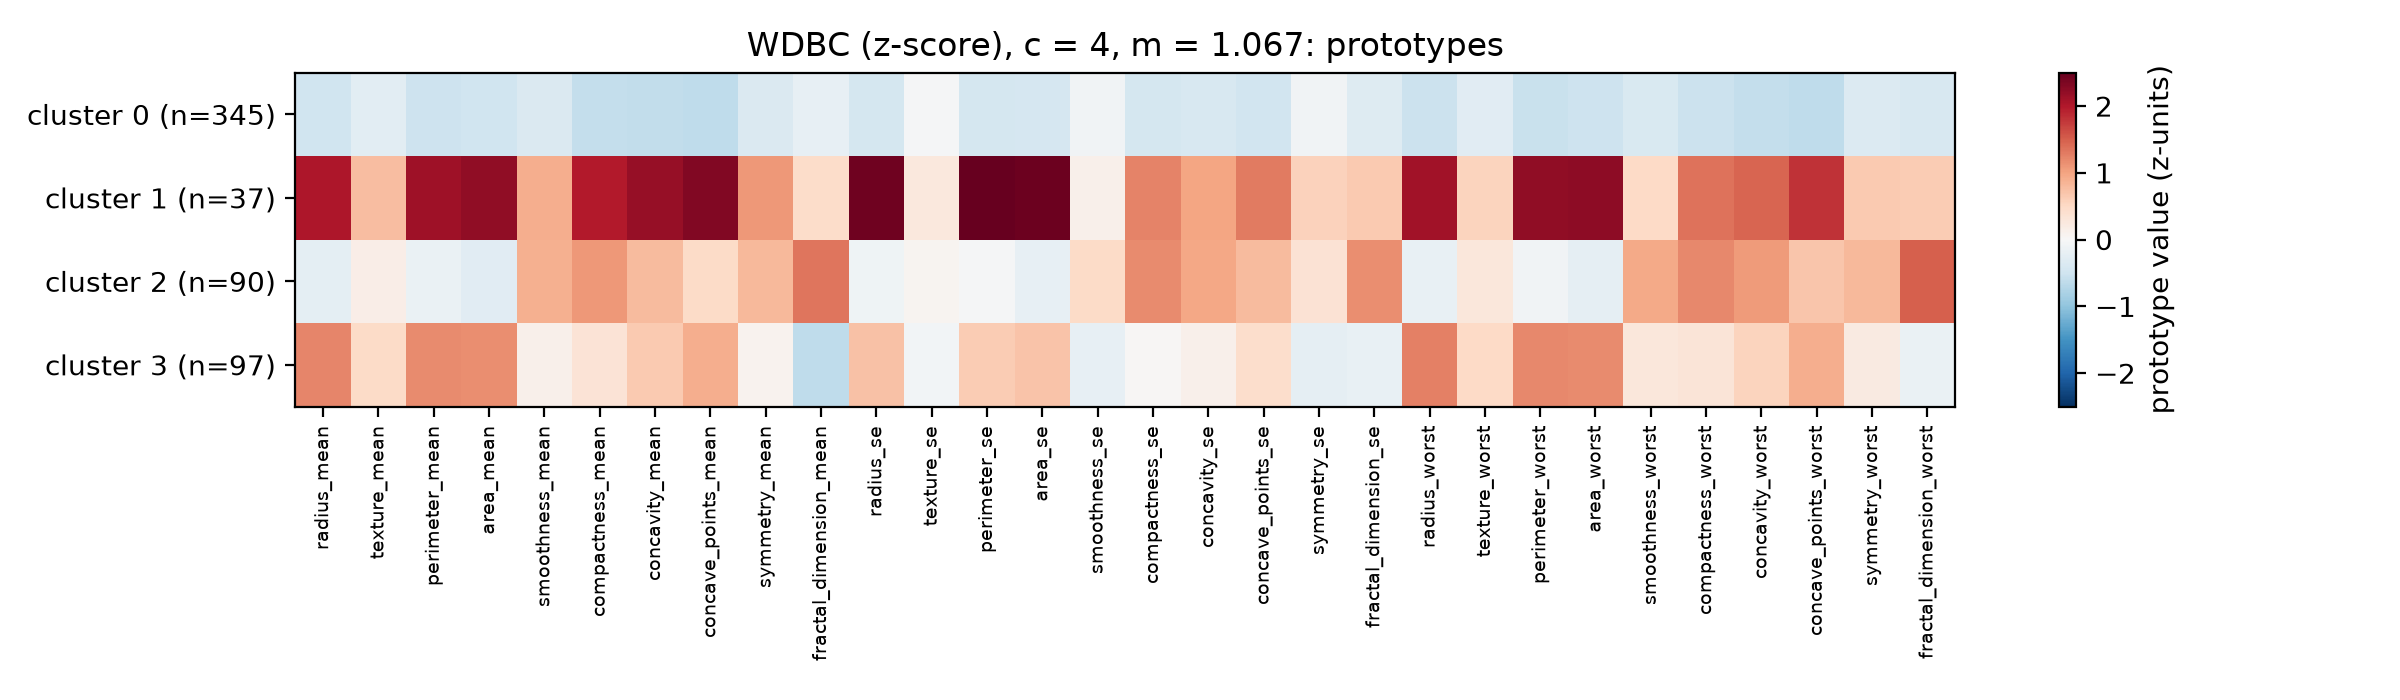 WDBC (z-score), c = 4, m = 1.067: prototypes
cluster 0 (n=345)
cluster 1 (n=37)
cluster 2 (n=90)
cluster 3 (n=97)
radius_mean
texture_mean
perimeter_mean
area_mean
smoothness_mean
compactness_mean
concavity_mean
concave_points_mean
symmetry_mean
fractal_dimension_mean
radius_se
texture_se
perimeter_se
area_se
smoothness_se
compactness_se
concavity_se
concave_points_se
symmetry_se
fractal_dimension_se
radius_worst
texture_worst
perimeter_worst
area_worst
smoothness_worst
compactness_worst
concavity_worst
concave_points_worst
symmetry_worst
fractal_dimension_worst
2
1
0
−1
−2
prototype value (z-units)